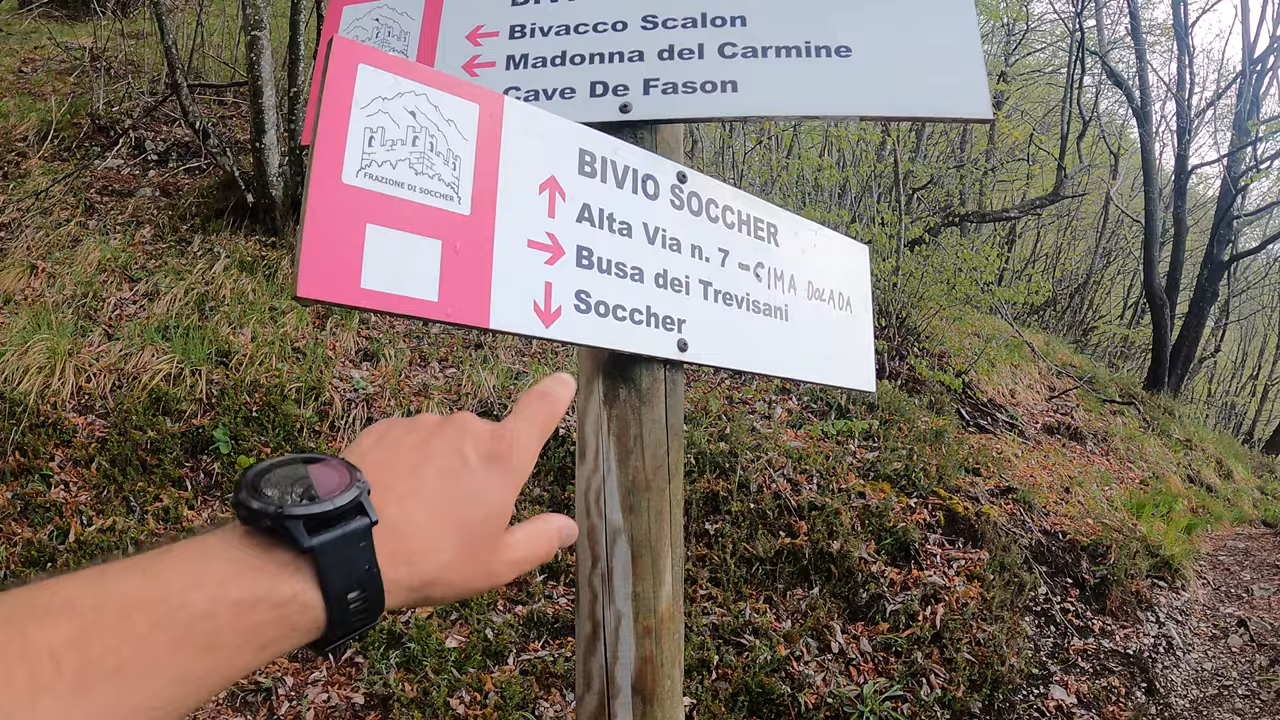 Bivacco Scalon
Madonna del Carmine
Cave De Fason
FRAZIONE DI SOCCHER
BIVIO SOCCHER
Alta Via n. 7 - CIMA DOLADA
Busa dei Trevisani
Soccher